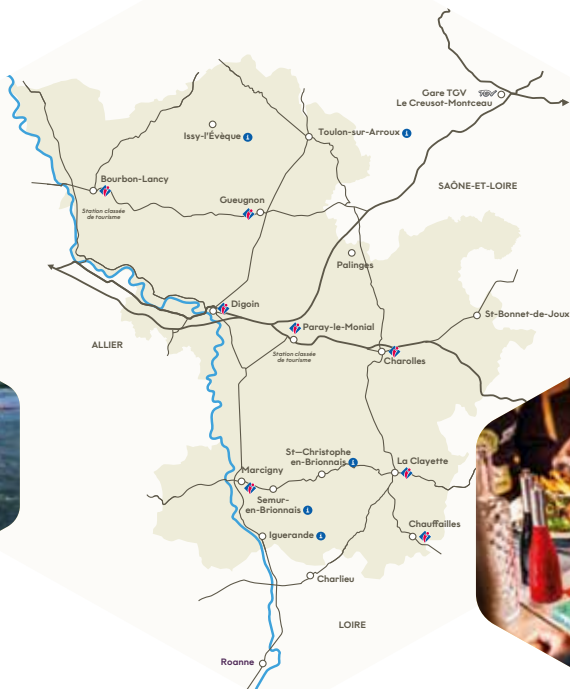 Gare TGV
Le Creusot-Montceau
TGV
Issy-l'Évèque i
Toulon-sur-Arroux i
Bourbon-Lancy
SAÔNE-ET-LOIRE
Gueugnon
Station classée
de tourisme
Palinges
Digoin
St-Bonnet-de-Joux
Paray-le-Monial
ALLIER
Station classée
de tourisme
Charolles
St–Christophe
en-Brionnais i
La Clayette
Marcigny
Semur-
en-Brionnais i
Chauffailles
Iguerande i
Charlieu
LOIRE
Roanne